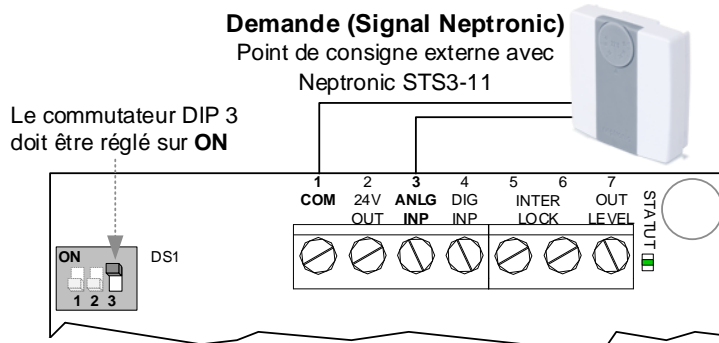 Demande (Signal Neptronic)
Point de consigne externe avec
Neptronic STS3-11
Le commutateur DIP 3
doit être réglé sur ON
1 2 3 4 5 6 7
COM 24V ANLG DIG INTER OUT
OUT INP INP LOCK LEVEL
STATUT
ON
DS1
1 2 3